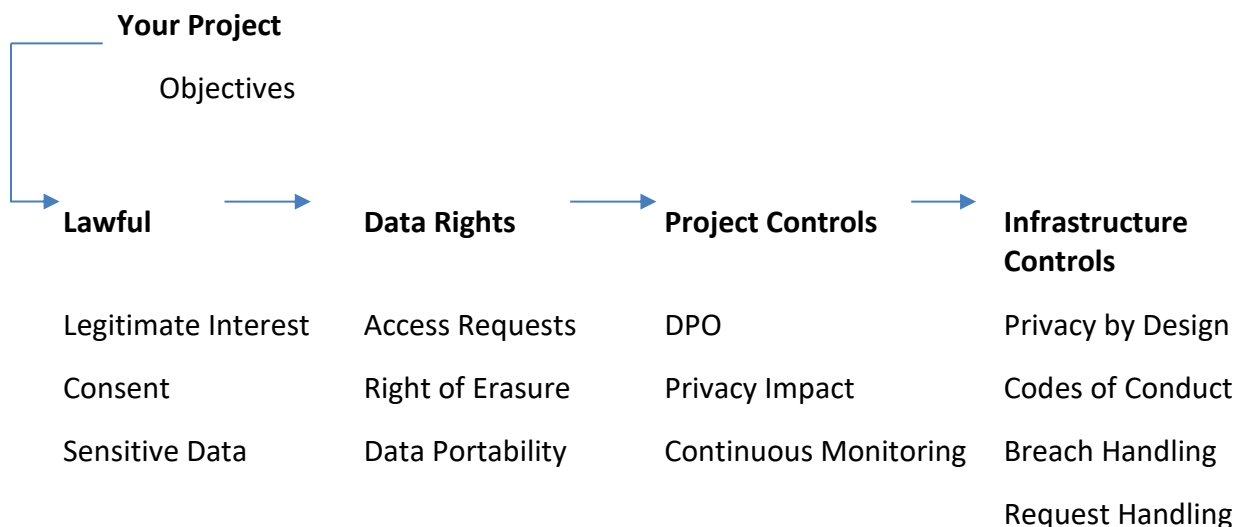 Your Project
Objectives
Lawful
Data Rights
Project Controls
Infrastructure
Controls
Legitimate Interest
Access Requests
DPO
Privacy by Design
Consent
Right of Erasure
Privacy Impact
Codes of Conduct
Sensitive Data
Data Portability
Continuous Monitoring
Breach Handling
Request Handling